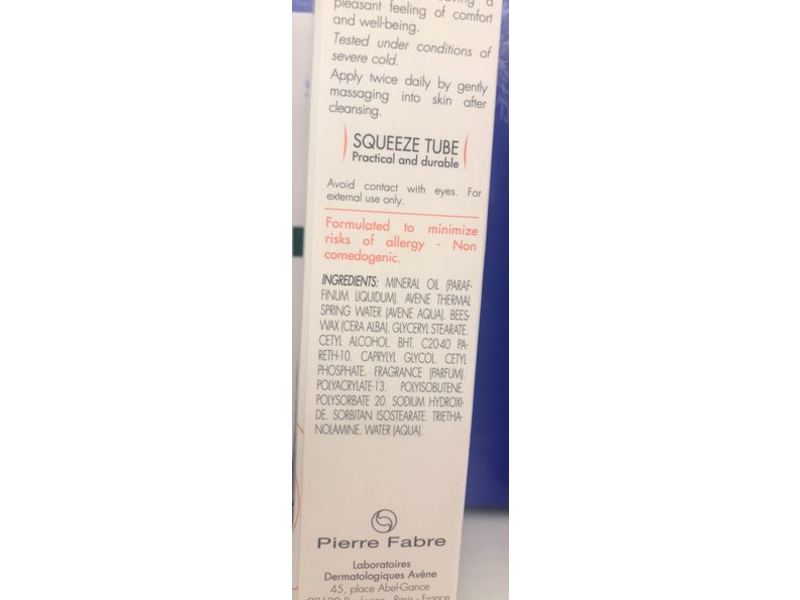 pleasant feeling of comfort
and well-being.
Tested under conditions of
severe cold.
Apply twice daily by gently
massaging into skin after
cleansing.
SQUEEZE TUBE
Practical and durable
Avoid contact with eyes. For
external use only.
Formulated to minimize
risks of allergy - Non
comedogenic.
INGREDIENTS: MINERAL OIL (PARAF-
FINUM LIQUIDUM). AVENE THERMAL
SPRING WATER (AVENE AQUA). BEES-
WAX (CERA ALBA). GLYCERYL STEARATE.
CETYL ALCOHOL. BHT. C20-40 PA-
RETH-10. CAPRYLYL GLYCOL. CETYL
PHOSPHATE. FRAGRANCE (PARFUM).
POLYACRYLATE-13. POLYISOBUTENE.
POLYSORBATE 20. SODIUM HYDROXI-
DE. SORBITAN ISOSTEARATE. TRIETHA-
NOLAMINE. WATER (AQUA).
Pierre Fabre
Laboratoires
Dermatologiques Avène
45, place Abel-Gance
Paris - France